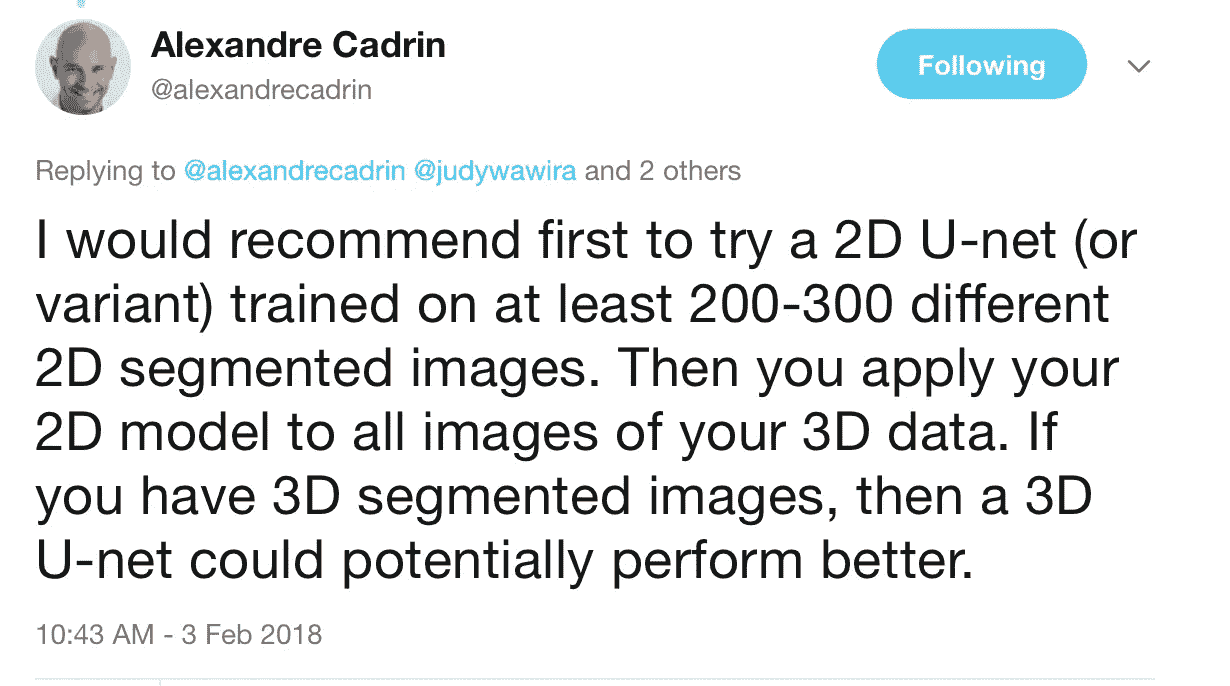 Alexandre Cadrin
@alexandrecadrin
Following
Replying to @alexandrecadrin @judywawira and 2 others
I would recommend first to try a 2D U-net (or
variant) trained on at least 200-300 different
2D segmented images. Then you apply your
2D model to all images of your 3D data. If
you have 3D segmented images, then a 3D
U-net could potentially perform better.
10:43 AM - 3 Feb 2018